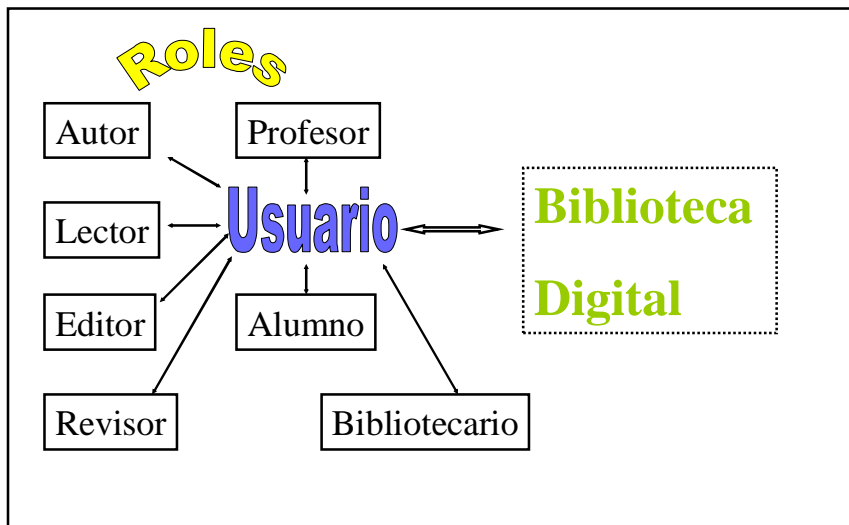 Roles
Autor
Profesor
Lector
Usuario
Biblioteca
Digital
Editor
Alumno
Revisor
Bibliotecario